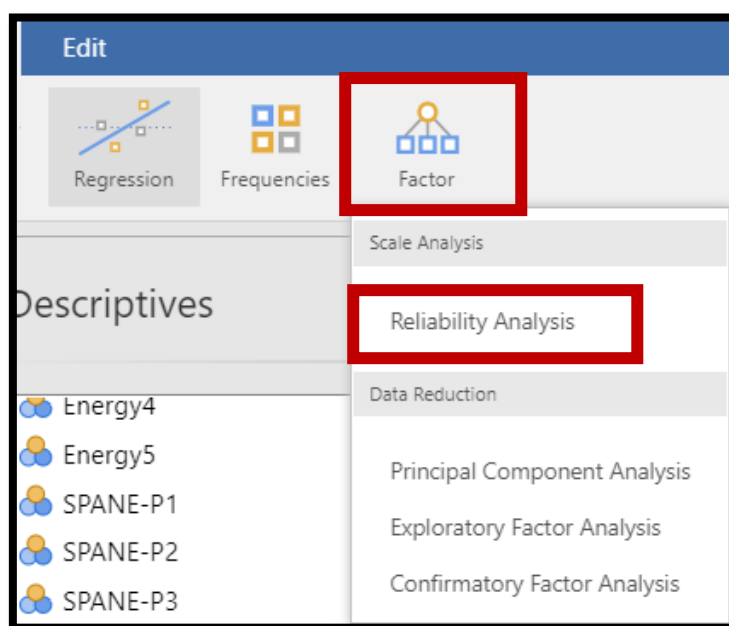 Edit
Regression Frequencies Factor
Scale Analysis
Descriptives
Reliability Analysis
Data Reduction
Energy4
Energy5
SPANE-P1
SPANE-P2
SPANE-P3
Principal Component Analysis
Exploratory Factor Analysis
Confirmatory Factor Analysis